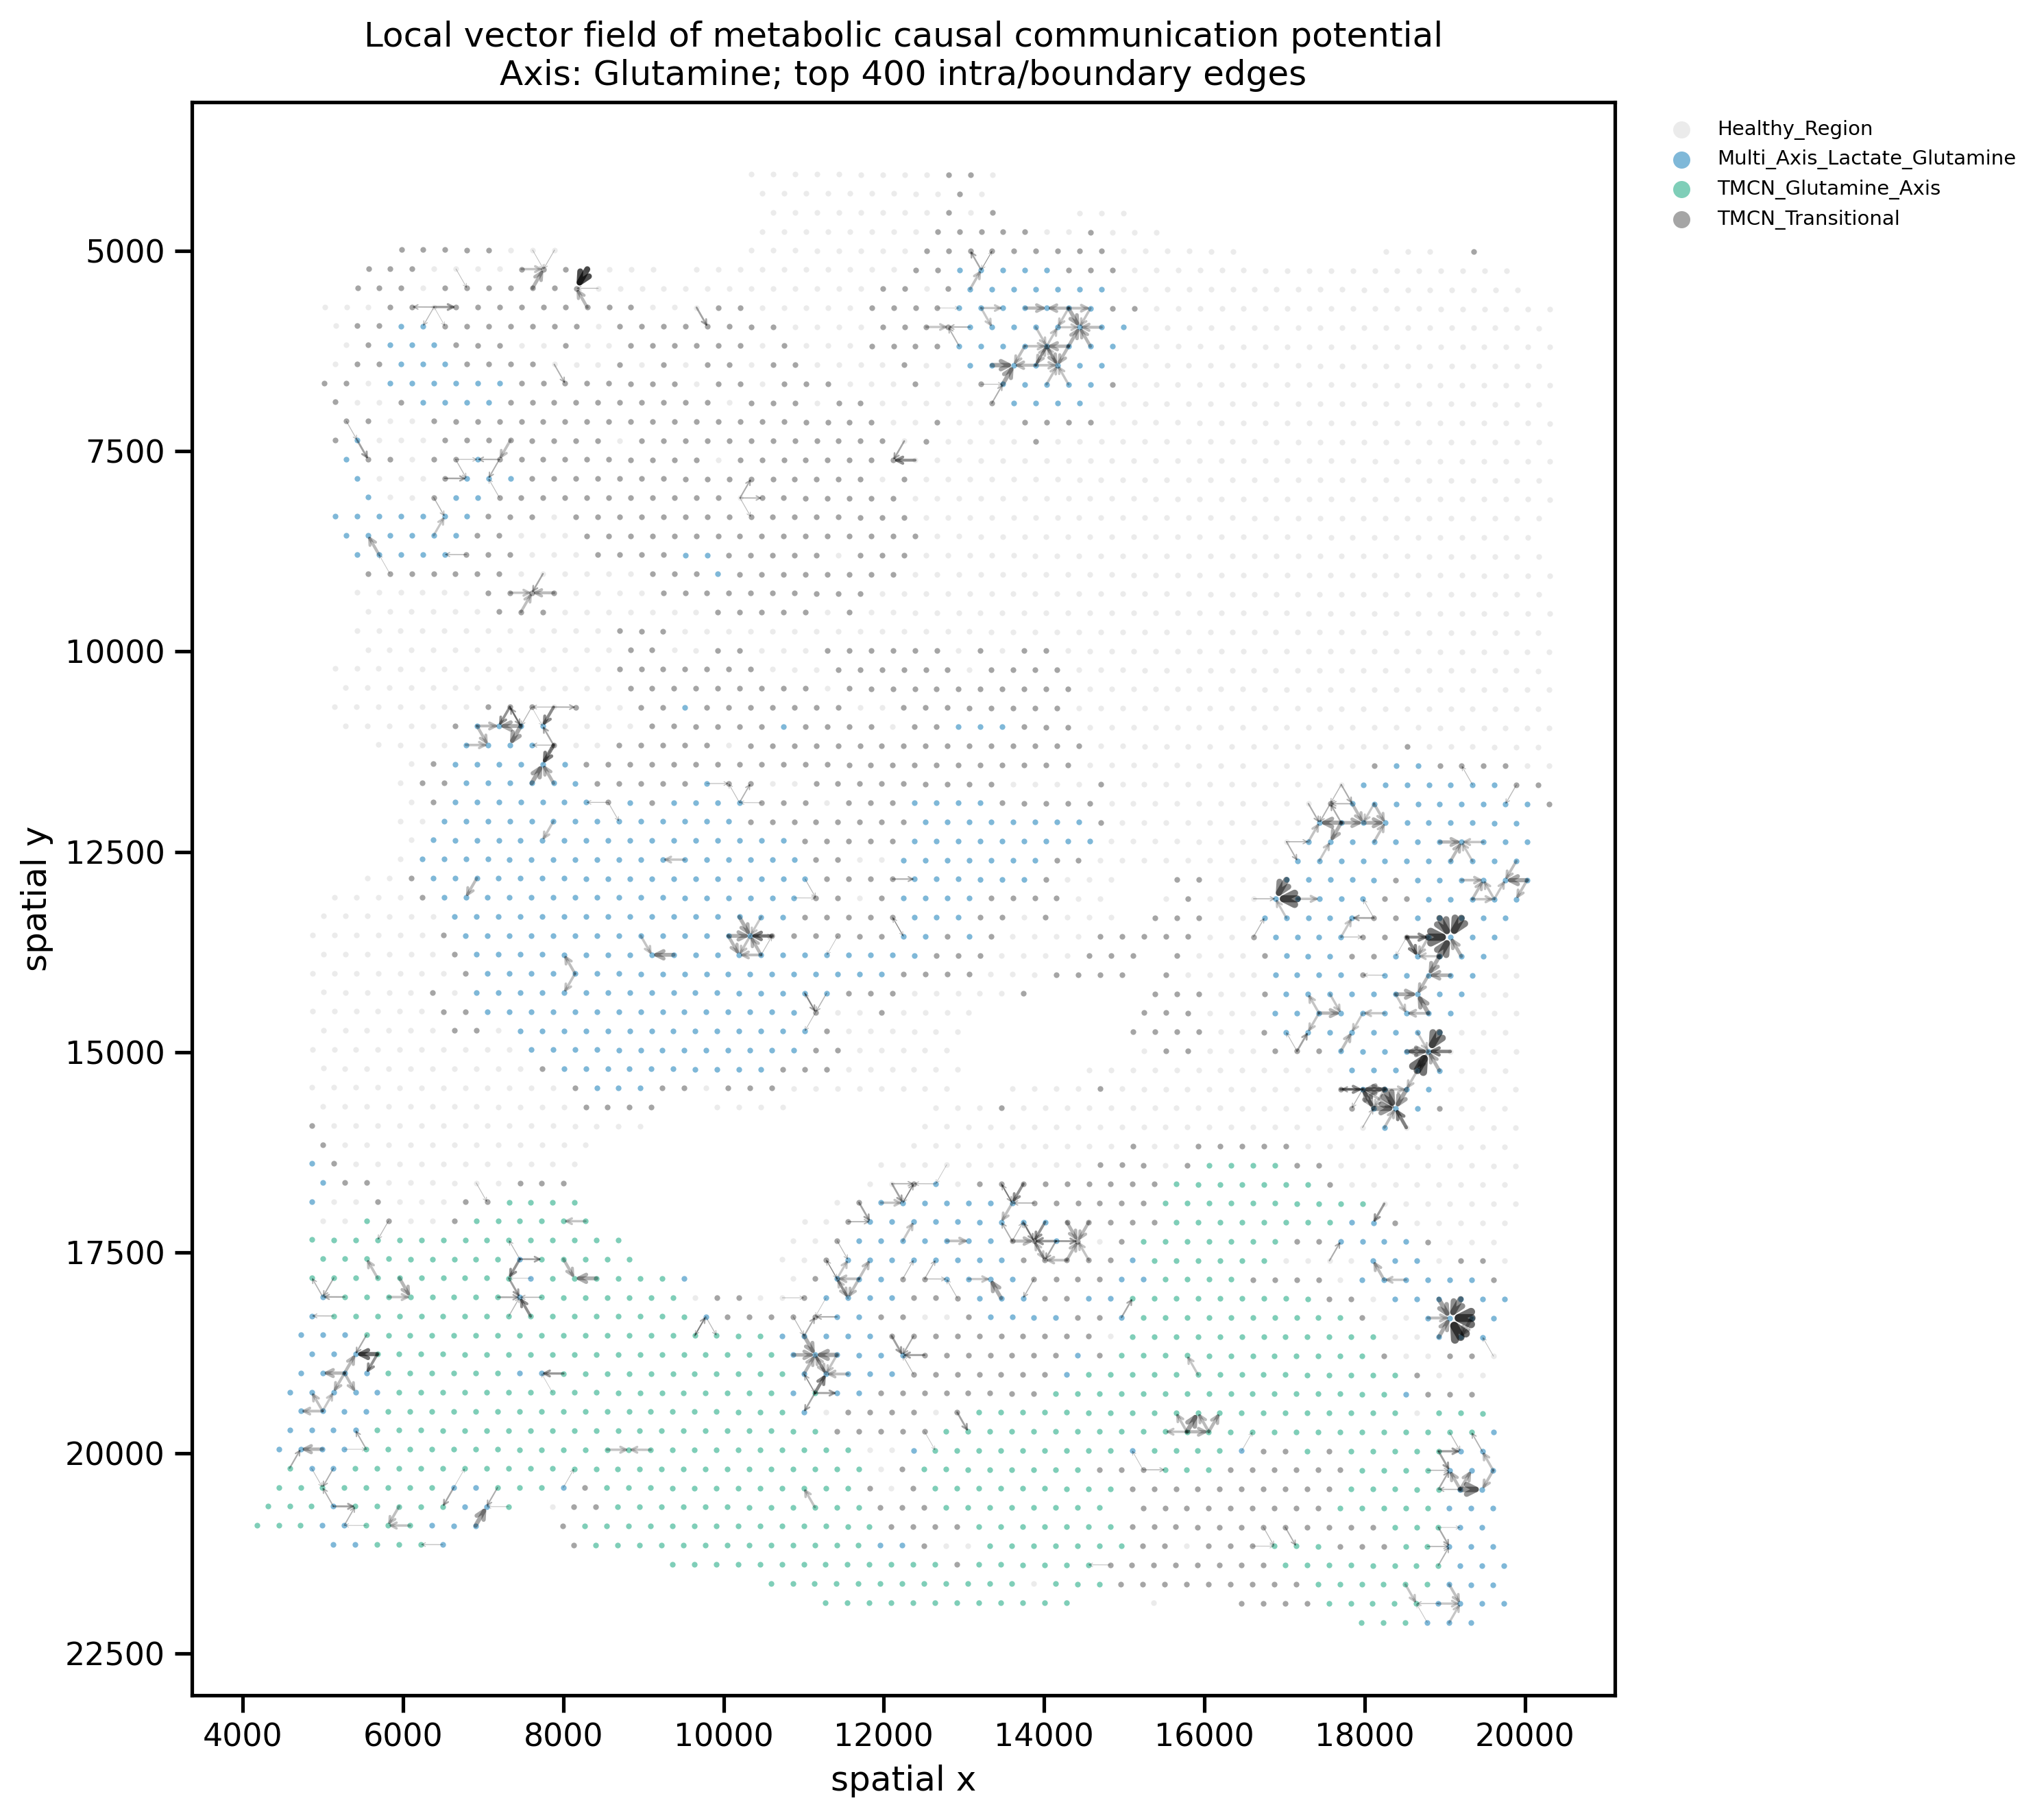 Local vector field of metabolic causal communication potential
Axis: Glutamine; top 400 intra/boundary edges
Healthy_Region
Multi_Axis_Lactate_Glutamine
TMCN_Glutamine_Axis
TMCN_Transitional
5000
7500
10000
12500
15000
17500
20000
22500
spatial y
4000
6000
8000
10000
12000
14000
16000
18000
20000
spatial x